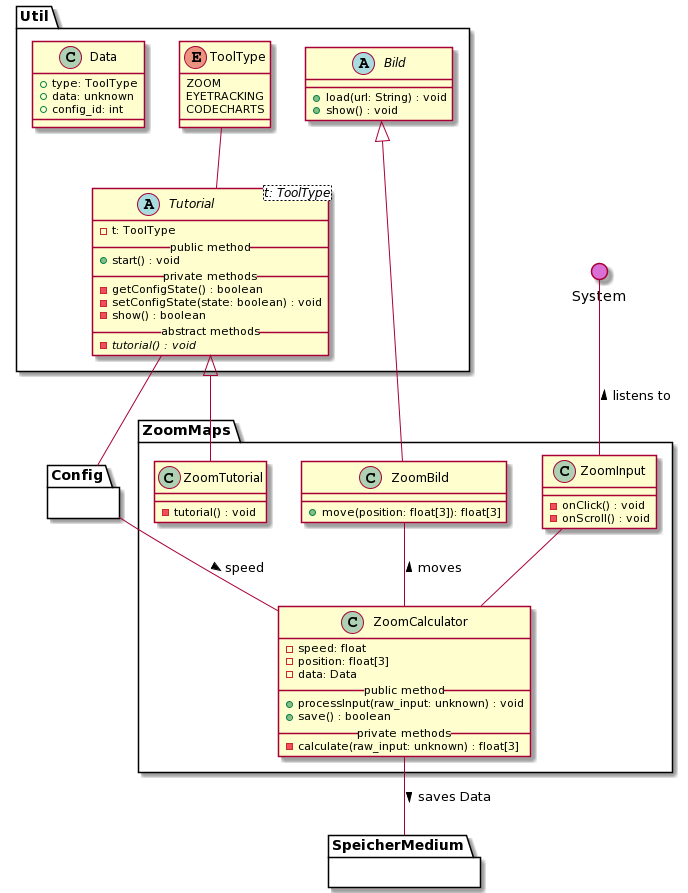 Util
C Data
type: ToolType
data: unknown
config_id: int
E ToolType
ZOOM
EYETRACKING
CODECHARTS
A Bild
load(url: String) : void
show() : void
t: ToolType
A Tutorial
t: ToolType
public method
start() : void
private methods
getConfigState() : boolean
setConfigState(state: boolean) : void
show() : boolean
abstract methods
tutorial() : void
System
listens to
ZoomMaps
Config
C ZoomTutorial
tutorial() : void
C ZoomBild
move(position: float[3]): float[3]
C ZoomInput
onClick() : void
onScroll() : void
speed
moves
C ZoomCalculator
speed: float
position: float[3]
data: Data
public method
processInput(raw_input: unknown) : void
save() : boolean
private methods
calculate(raw_input: unknown) : float[3]
saves Data
SpeicherMedium